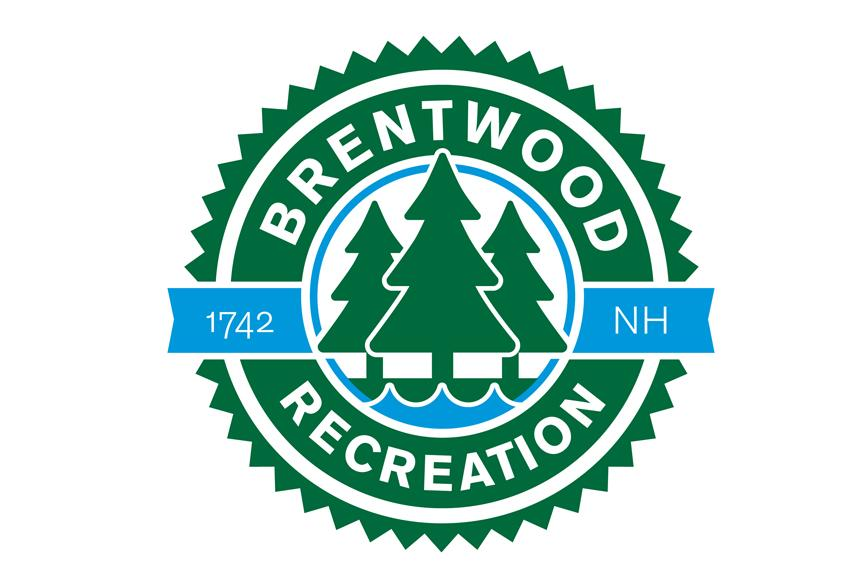 BRENTWOOD
1742 NH
RECREATION